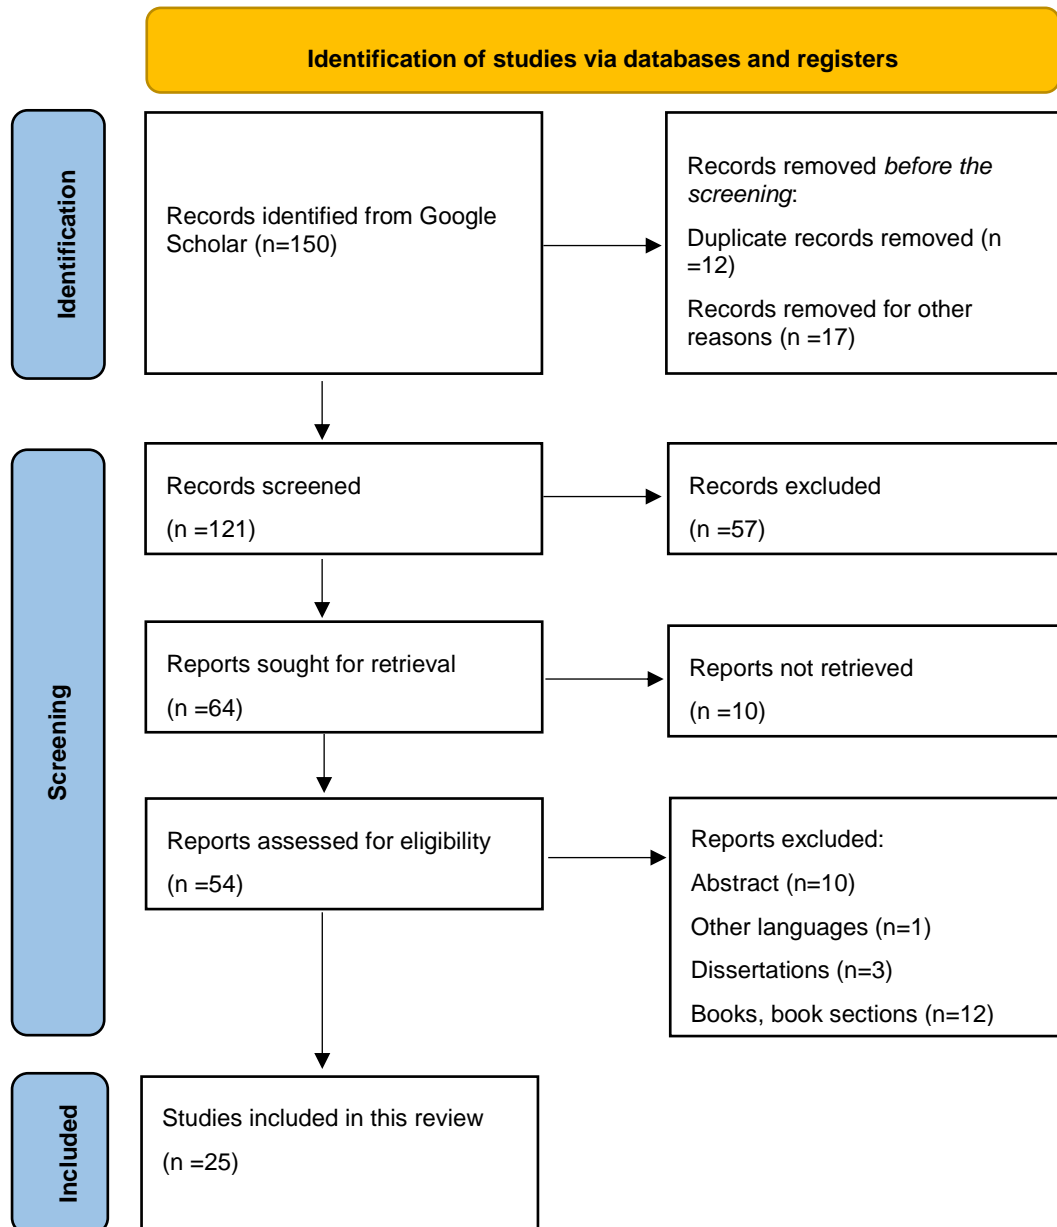 Identification of studies via databases and registers
Identification
Records identified from Google
Scholar (n=150)
Records removed before the
screening:
Duplicate records removed (n
=12)
Records removed for other
reasons (n =17)
Screening
Records screened
(n =121)
Records excluded
(n =57)
Reports sought for retrieval
(n =64)
Reports not retrieved
(n =10)
Reports assessed for eligibility
(n =54)
Reports excluded:
Abstract (n=10)
Other languages (n=1)
Dissertations (n=3)
Books, book sections (n=12)
Included
Studies included in this review
(n =25)